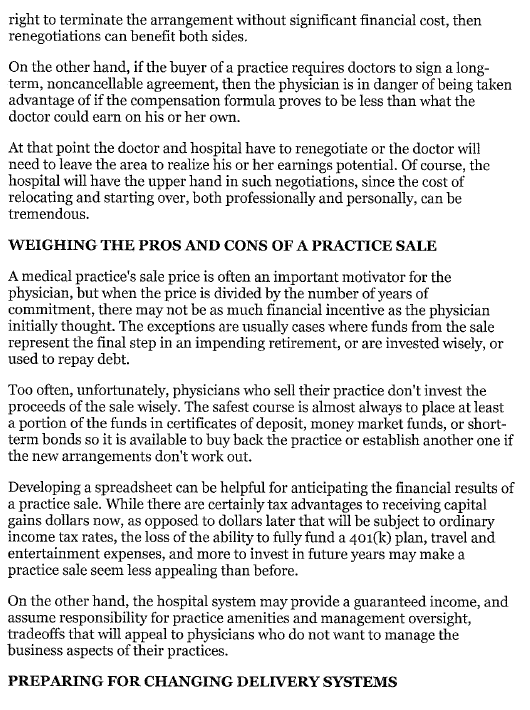 right to terminate the arrangement without significant financial cost, then
renegotiations can benefit both sides.
On the other hand, if the buyer of a practice requires doctors to sign a long-
term, noncancellable agreement, then the physician is in danger of being taken
advantage of if the compensation formula proves to be less than what the
doctor could earn on his or her own.
At that point the doctor and hospital have to renegotiate or the doctor will
need to leave the area to realize his or her earnings potential. Of course, the
hospital will have the upper hand in such negotiations, since the cost of
relocating and starting over, both professionally and personally, can be
tremendous.
WEIGHING THE PROS AND CONS OF A PRACTICE SALE
A medical practice's sale price is often an important motivator for the
physician, but when the price is divided by the number of years of
commitment, there may not be as much financial incentive as the physician
initially thought. The exceptions are usually cases where funds from the sale
represent the final step in an impending retirement, or are invested wisely, or
used to repay debt.
Too often, unfortunately, physicians who sell their practice don't invest the
proceeds of the sale wisely. The safest course is almost always to place at least
a portion of the funds in certificates of deposit, money market funds, or short-
term bonds so it is available to buy back the practice or establish another one if
the new arrangements don't work out.
Developing a spreadsheet can be helpful for anticipating the financial results of
a practice sale. While there are certainly tax advantages to receiving capital
gains dollars now, as opposed to dollars later that will be subject to ordinary
income tax rates, the loss of the ability to fully fund a 401(k) plan, travel and
entertainment expenses, and more to invest in future years may make a
practice sale seem less appealing than before.
On the other hand, the hospital system may provide a guaranteed income, and
assume responsibility for practice amenities and management oversight,
tradeoffs that will appeal to physicians who do not want to manage the
business aspects of their practices.
PREPARING FOR CHANGING DELIVERY SYSTEMS